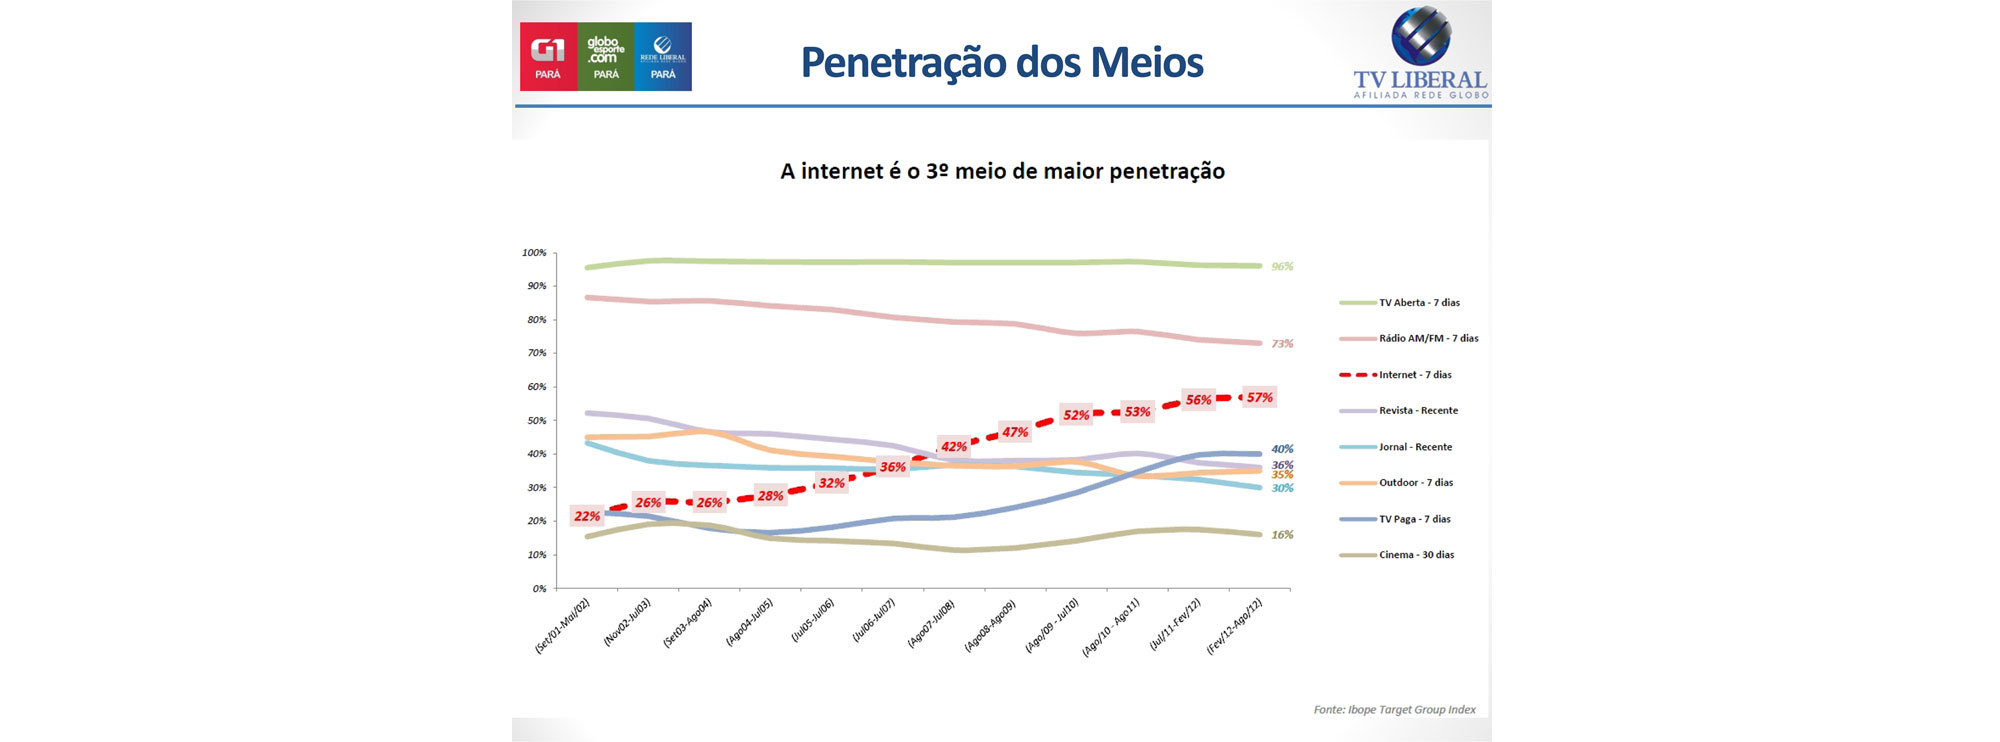 G1
PARÁ
globo
esporte
.com
PARÁ
REDE LIBERAL
AFILIADA REDE GLOBO
PARÁ
Penetração dos Meios
TV LIBERAL
AFILIADA REDE GLOBO
A internet é o 3º meio de maior penetração
100%
90%
80%
70%
60%
50%
40%
30%
20%
10%
0%
22%
26%
26%
28%
32%
36%
42%
47%
52%
53%
56%
57%
96%
73%
40%
36%
35%
30%
16%
(Set/01-Mai/02)
(Nov02-Jul03)
(Set03-Ago04)
(Ago04-Jul05)
(Jul05-Jul06)
(Jul06-Jul07)
(Ago07-Jul08)
(Ago08-Ago09)
(Ago/09 - Jul10)
(Ago/10 - Ago11)
(Jul/11-Fev/12)
(Fev/12-Ago/12)
TV Aberta - 7 dias
Rádio AM/FM - 7 dias
Internet - 7 dias
Revista - Recente
Jornal - Recente
Outdoor - 7 dias
TV Paga - 7 dias
Cinema - 30 dias
Fonte: Ibope Target Group Index